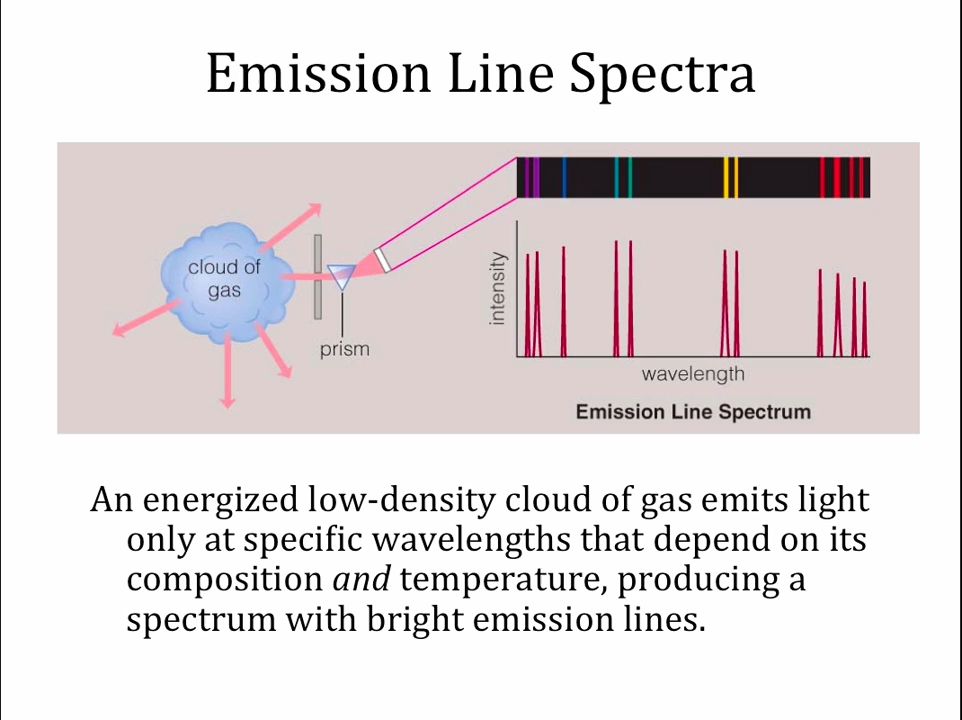 Emission Line Spectra
cloud of
gas
prism
intensity
wavelength
Emission Line Spectrum
An energized low-density cloud of gas emits light
only at specific wavelengths that depend on its
composition and temperature, producing a
spectrum with bright emission lines.